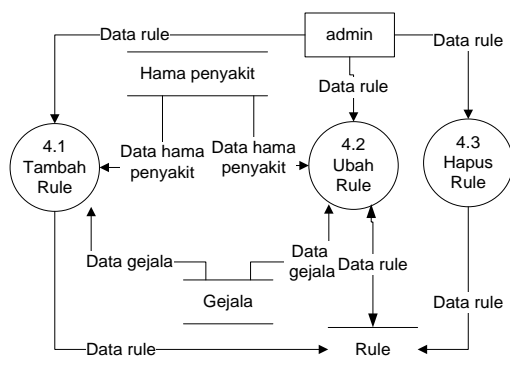 Data rule
admin
Data rule
Hama penyakit
Data rule
4.1
Tambah
Rule
Data hama
penyakit
Data hama
penyakit
4.2
Ubah
Rule
4.3
Hapus
Rule
Data gejala
Data
gejala
Data rule
Gejala
Data rule
Data rule
Rule